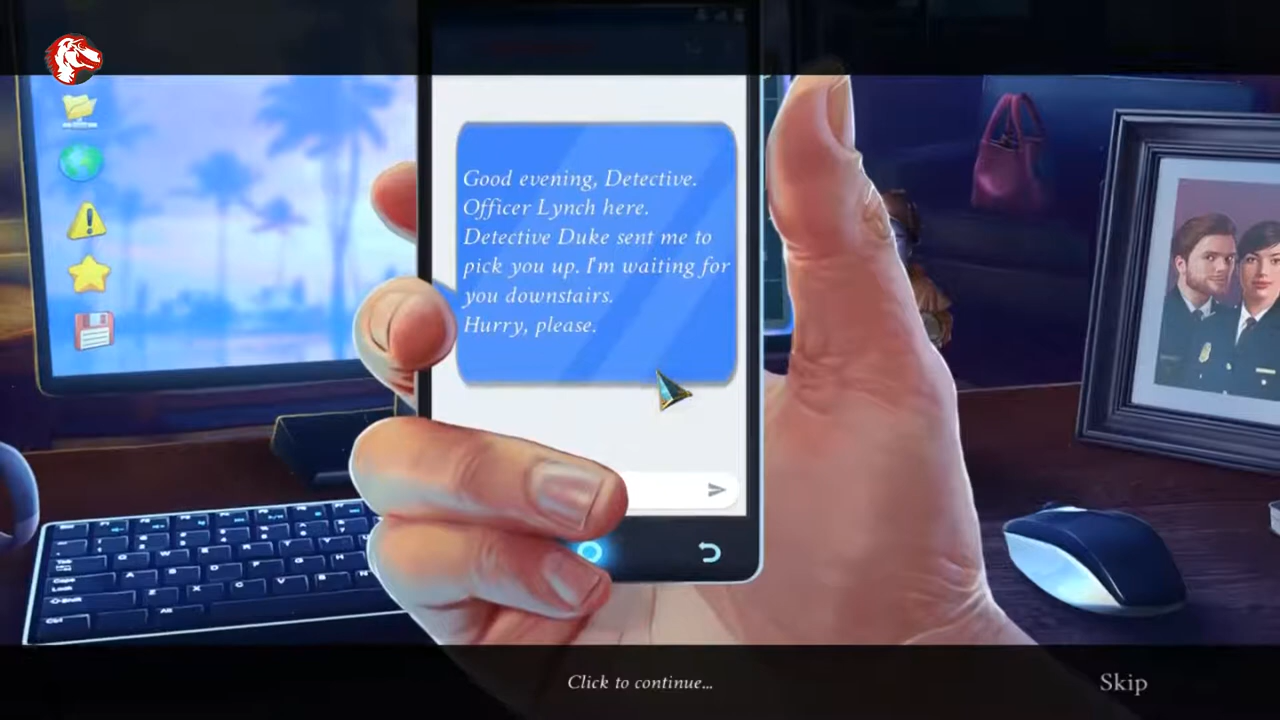 Good evening, Detective.
Officer Lynch here.
Detective Duke sent me to
pick you up. I'm waiting for
you downstairs.
Hurry, please.
Click to continue...
Skip